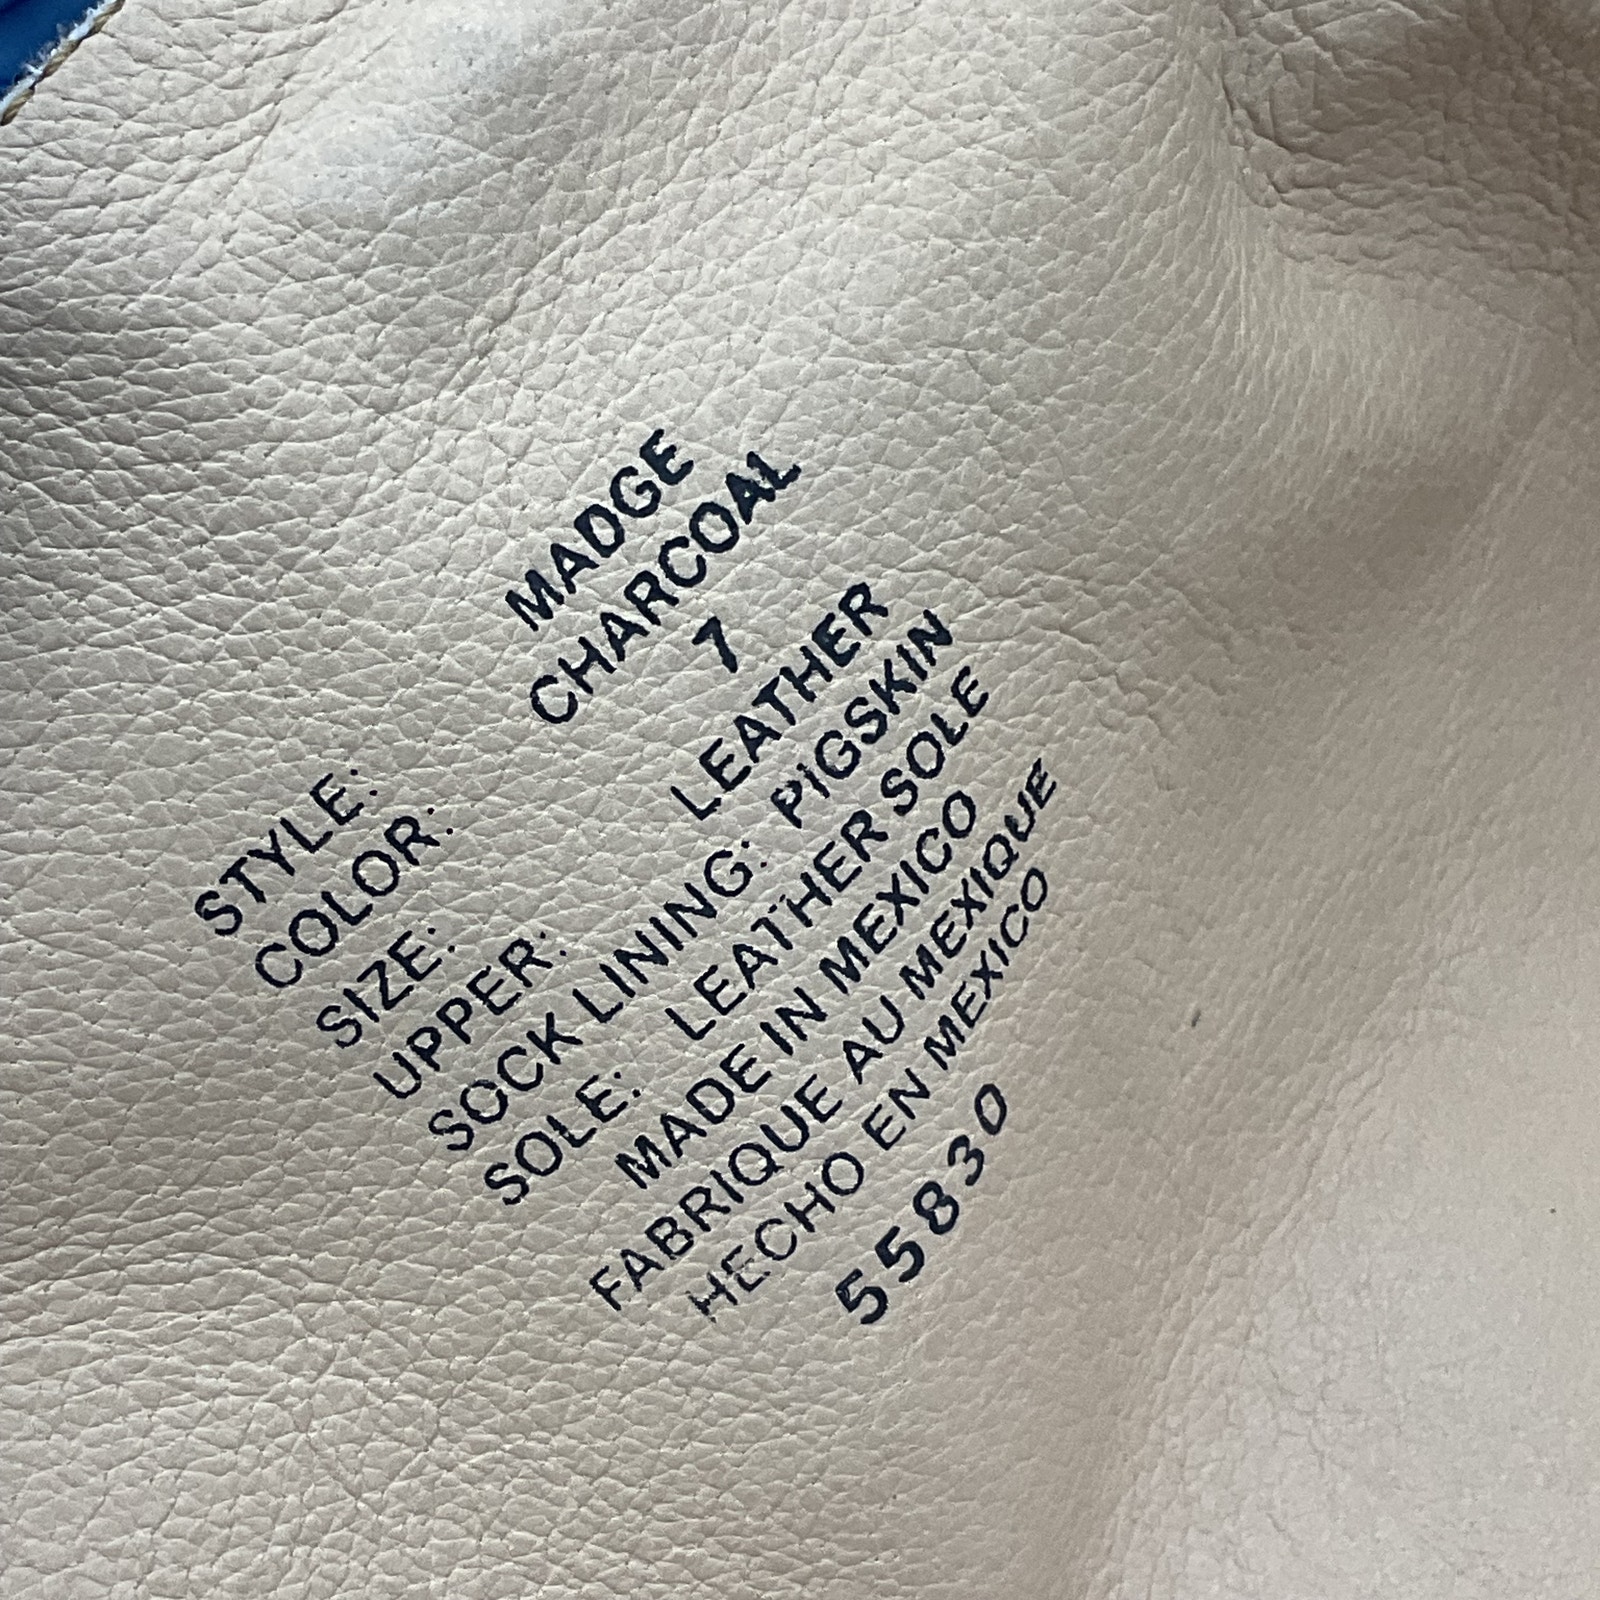 STYLE: MADGE
COLOR: CHARCOAL
SIZE: 7
UPPER: LEATHER
SOCK LINING: PIGSKIN
SOLE: LEATHER SOLE
MADE IN MEXICO
FABRIQUE AU MEXIQUE
HECHO EN MEXICO
55830